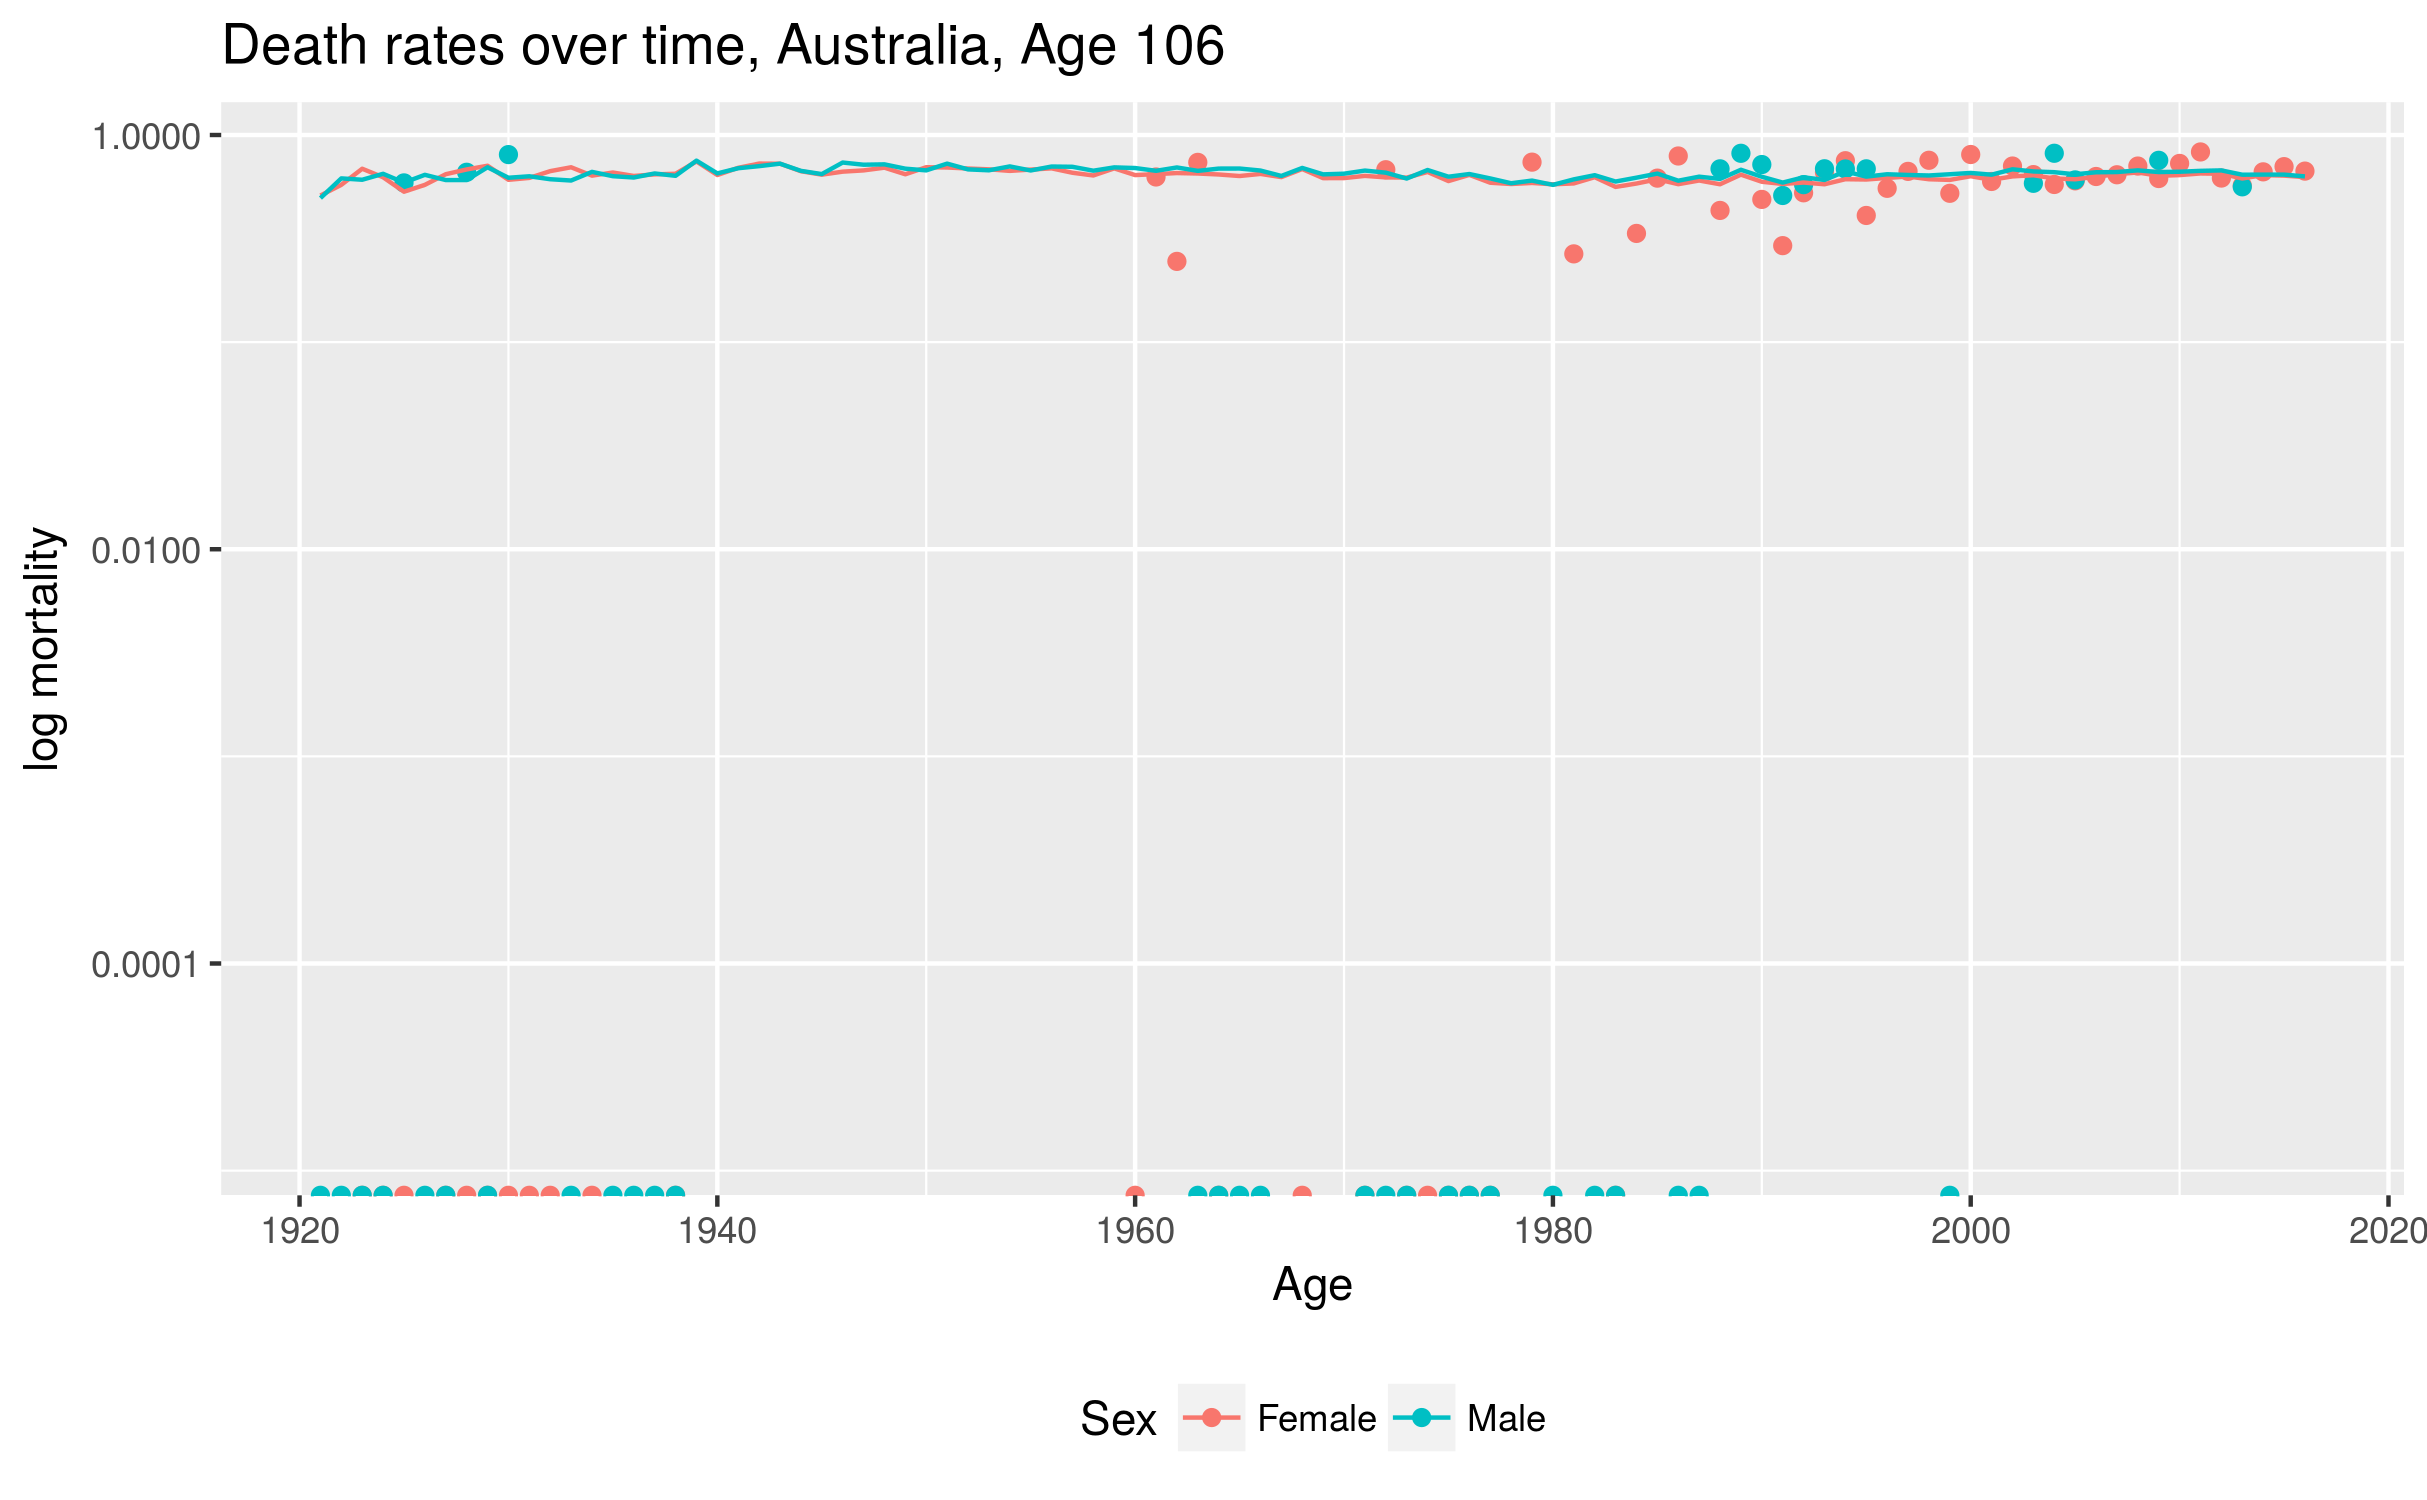 Death rates over time, Australia, Age 106
1.0000
0.0100
0.0001
log mortality
1920 1940 1960 1980 2000 2020
Age
Sex Female Male